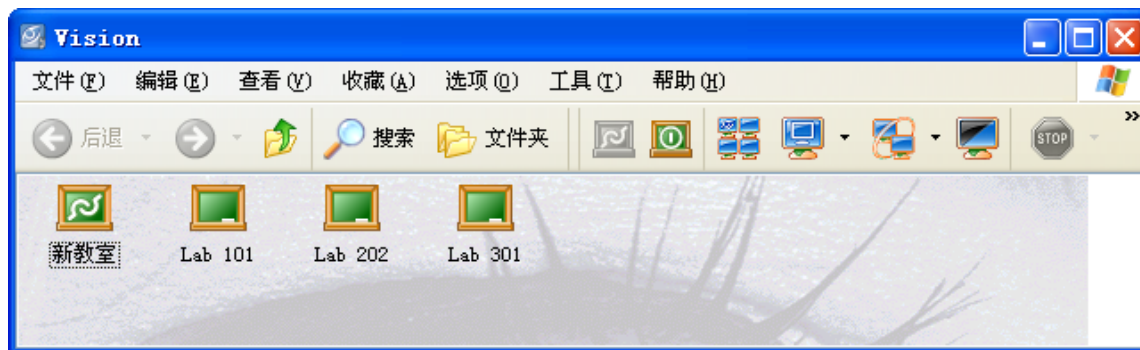 Vision
文件(F) 编辑(E) 查看(V) 收藏(A) 选项(O) 工具(T) 帮助(H)
后退 搜索 文件夹 STOP »
新教室 Lab 101 Lab 202 Lab 301